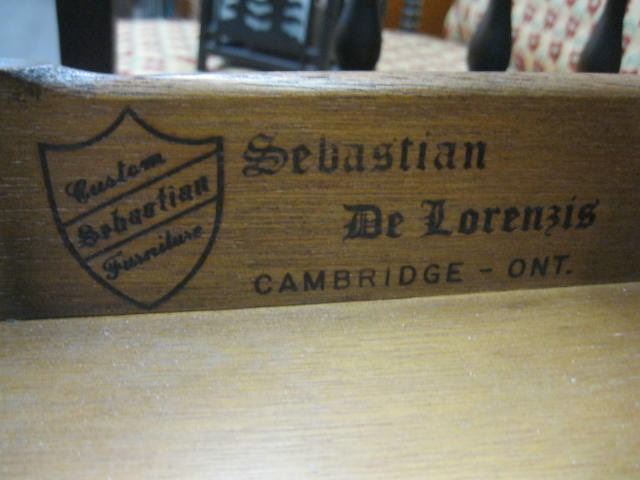 Custom
Sebastian
Furniture
Sebastian
De Lorenzis
CAMBRIDGE - ONT.